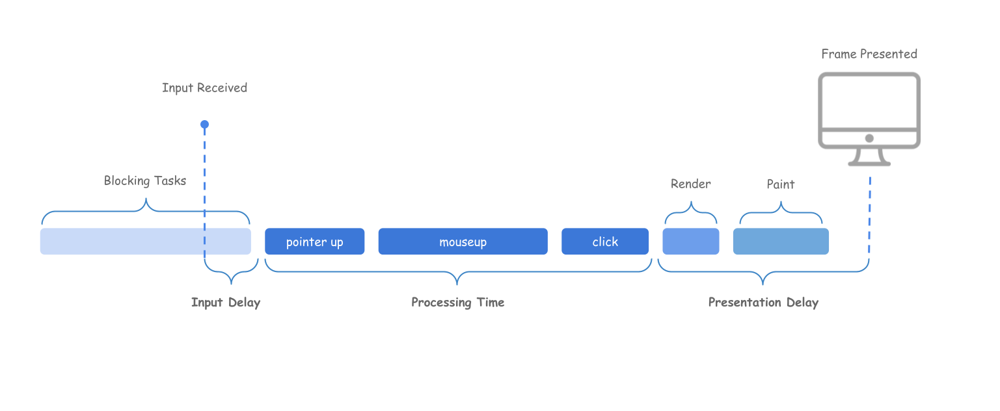 Frame Presented
Input Received
Blocking Tasks
Render
Paint
pointer up
mouseup
click
Input Delay
Processing Time
Presentation Delay